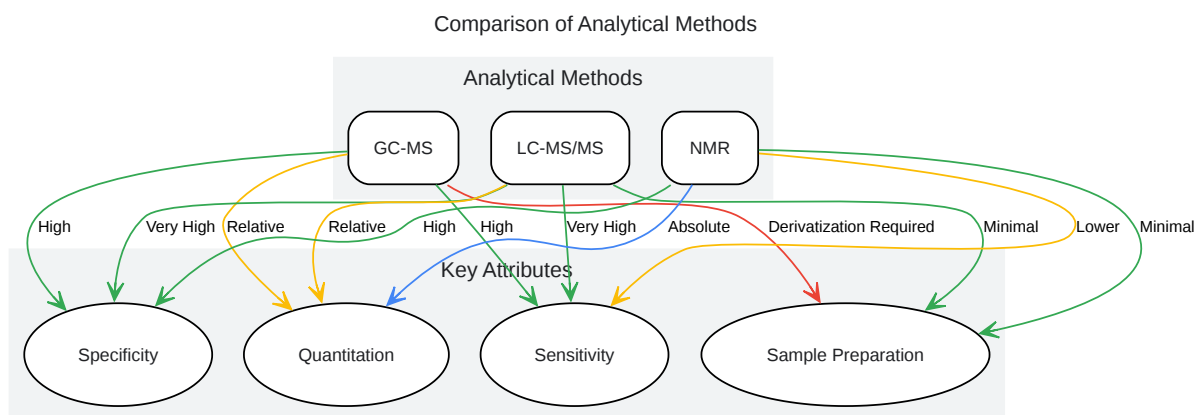 Comparison of Analytical Methods
Analytical Methods
GC-MS
LC-MS/MS
NMR
High
Very High
Relative
Relative
High
High
Very High
Absolute
Derivatization Required
Minimal
Lower
Minimal
Key Attributes
Specificity
Quantitation
Sensitivity
Sample Preparation